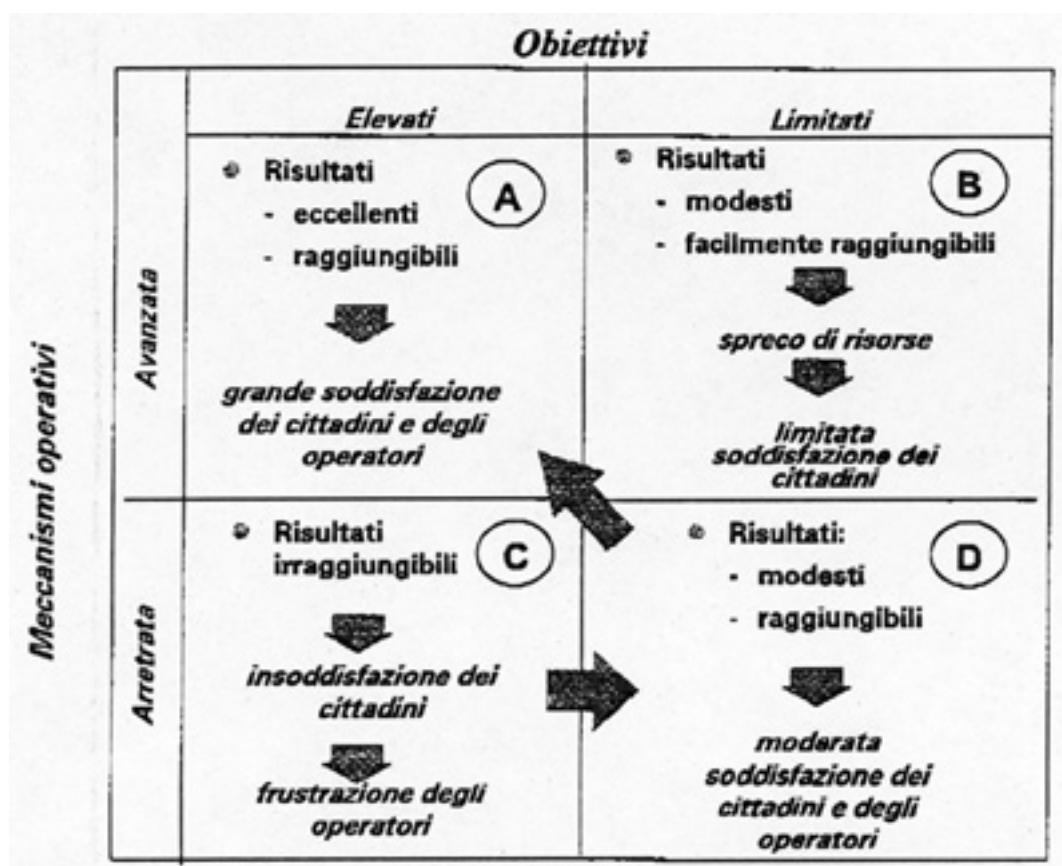 Obiettivi
Elevati
Limitati
Meccanismi operativi
Avanzata
Risultati
- eccellenti
- raggiungibili
A
grande soddisfazione
dei cittadini e degli
operatori
Risultati
- modesti
- facilmente raggiungibili
B
spreco di risorse
limitata
soddisfazione dei
cittadini
Arretrata
Risultati
irraggiungibili
C
insoddisfazione dei
cittadini
frustrazione degli
operatori
Risultati:
- modesti
- raggiungibili
D
moderata
soddisfazione dei
cittadini e degli
operatori